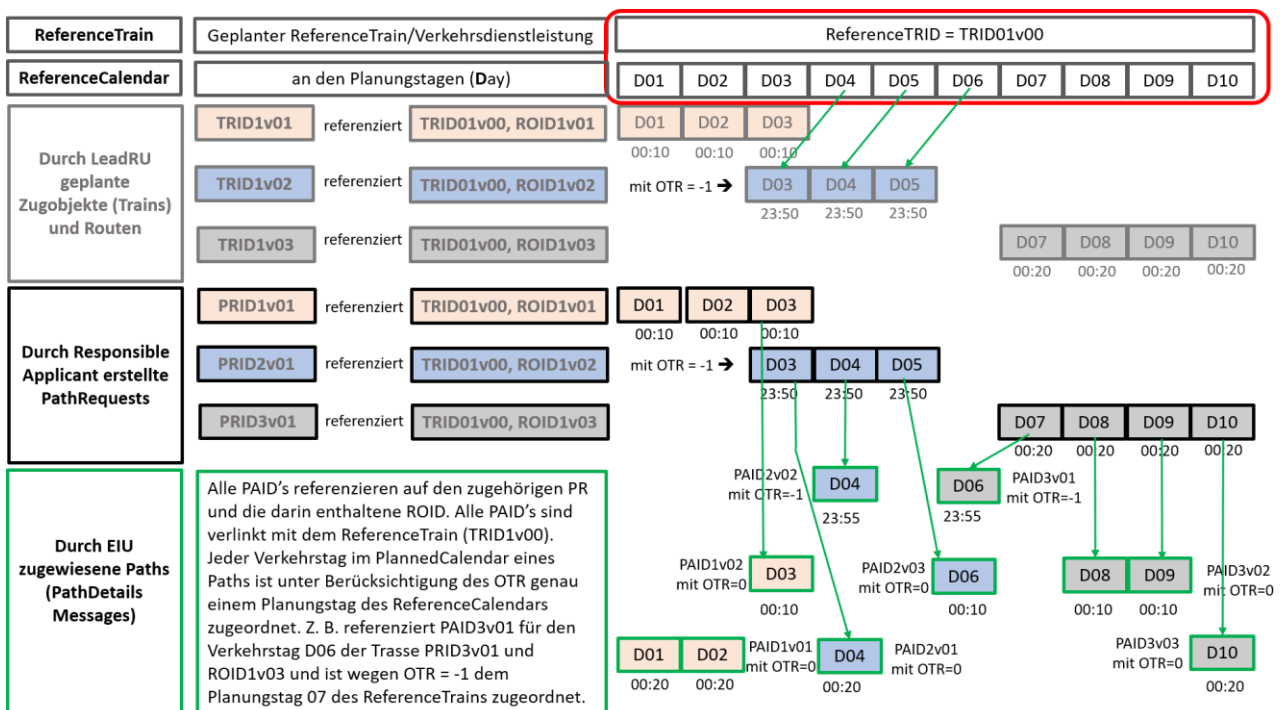 ReferenceTrain
Geplanter ReferenceTrain/Verkehrsdienstleistung
ReferenceTRID = TRID01v00
ReferenceCalendar
an den Planungstagen (Day)
D01 D02 D03 D04 D05 D06 D07 D08 D09 D10
Durch LeadRU
geplante
Zugobjekte (Trains)
und Routen
TRID1v01 referenziert TRID01v00, ROID1v01 D01 D02 D03
00:10 00:10 00:10
TRID1v02 referenziert TRID01v00, ROID1v02 mit OTR = -1 ➔ D03 D04 D05
23:50 23:50 23:50
TRID1v03 referenziert TRID01v00, ROID1v03 D07 D08 D09 D10
00:20 00:20 00:20 00:20
Durch Responsible
Applicant erstellte
PathRequests
PRID1v01 referenziert TRID01v00, ROID1v01 D01 D02 D03
00:10 00:10 00:10
PRID2v01 referenziert TRID01v00, ROID1v02 mit OTR = -1 ➔ D03 D04 D05
23:50 23:50 23:50
PRID3v01 referenziert TRID01v00, ROID1v03 D07 D08 D09 D10
00:20 00:20 00:20 00:20
Durch EIU
zugewiesene Paths
(PathDetails
Messages)
Alle PAID's referenzieren auf den zugehörigen PR
und die darin enthaltene ROID. Alle PAID's sind
verlinkt mit dem ReferenceTrain (TRID1v00).
Jeder Verkehrstag im PlannedCalendar eines
Paths ist unter Berücksichtigung des OTR genau
einem Planungstag des ReferenceCalendars
zugeordnet. Z. B. referenziert PAID3v01 für den
Verkehrstag D06 der Trasse PRID3v01 und
ROID1v03 und ist wegen OTR = -1 dem
Planungstag 07 des ReferenceTrains zugeordnet.
PAID2v02
mit OTR=-1
D04
23:55
D06
23:55
PAID3v01
mit OTR=-1
PAID1v02
mit OTR=0
D03
00:10
PAID2v03
mit OTR=0
D06
00:10
D08 D09
00:10 00:10
PAID3v02
mit OTR=0
D01 D02
00:20 00:20
PAID1v01
mit OTR=0
D04
00:20
PAID2v01
mit OTR=0
PAID3v03
mit OTR=0
D10
00:20